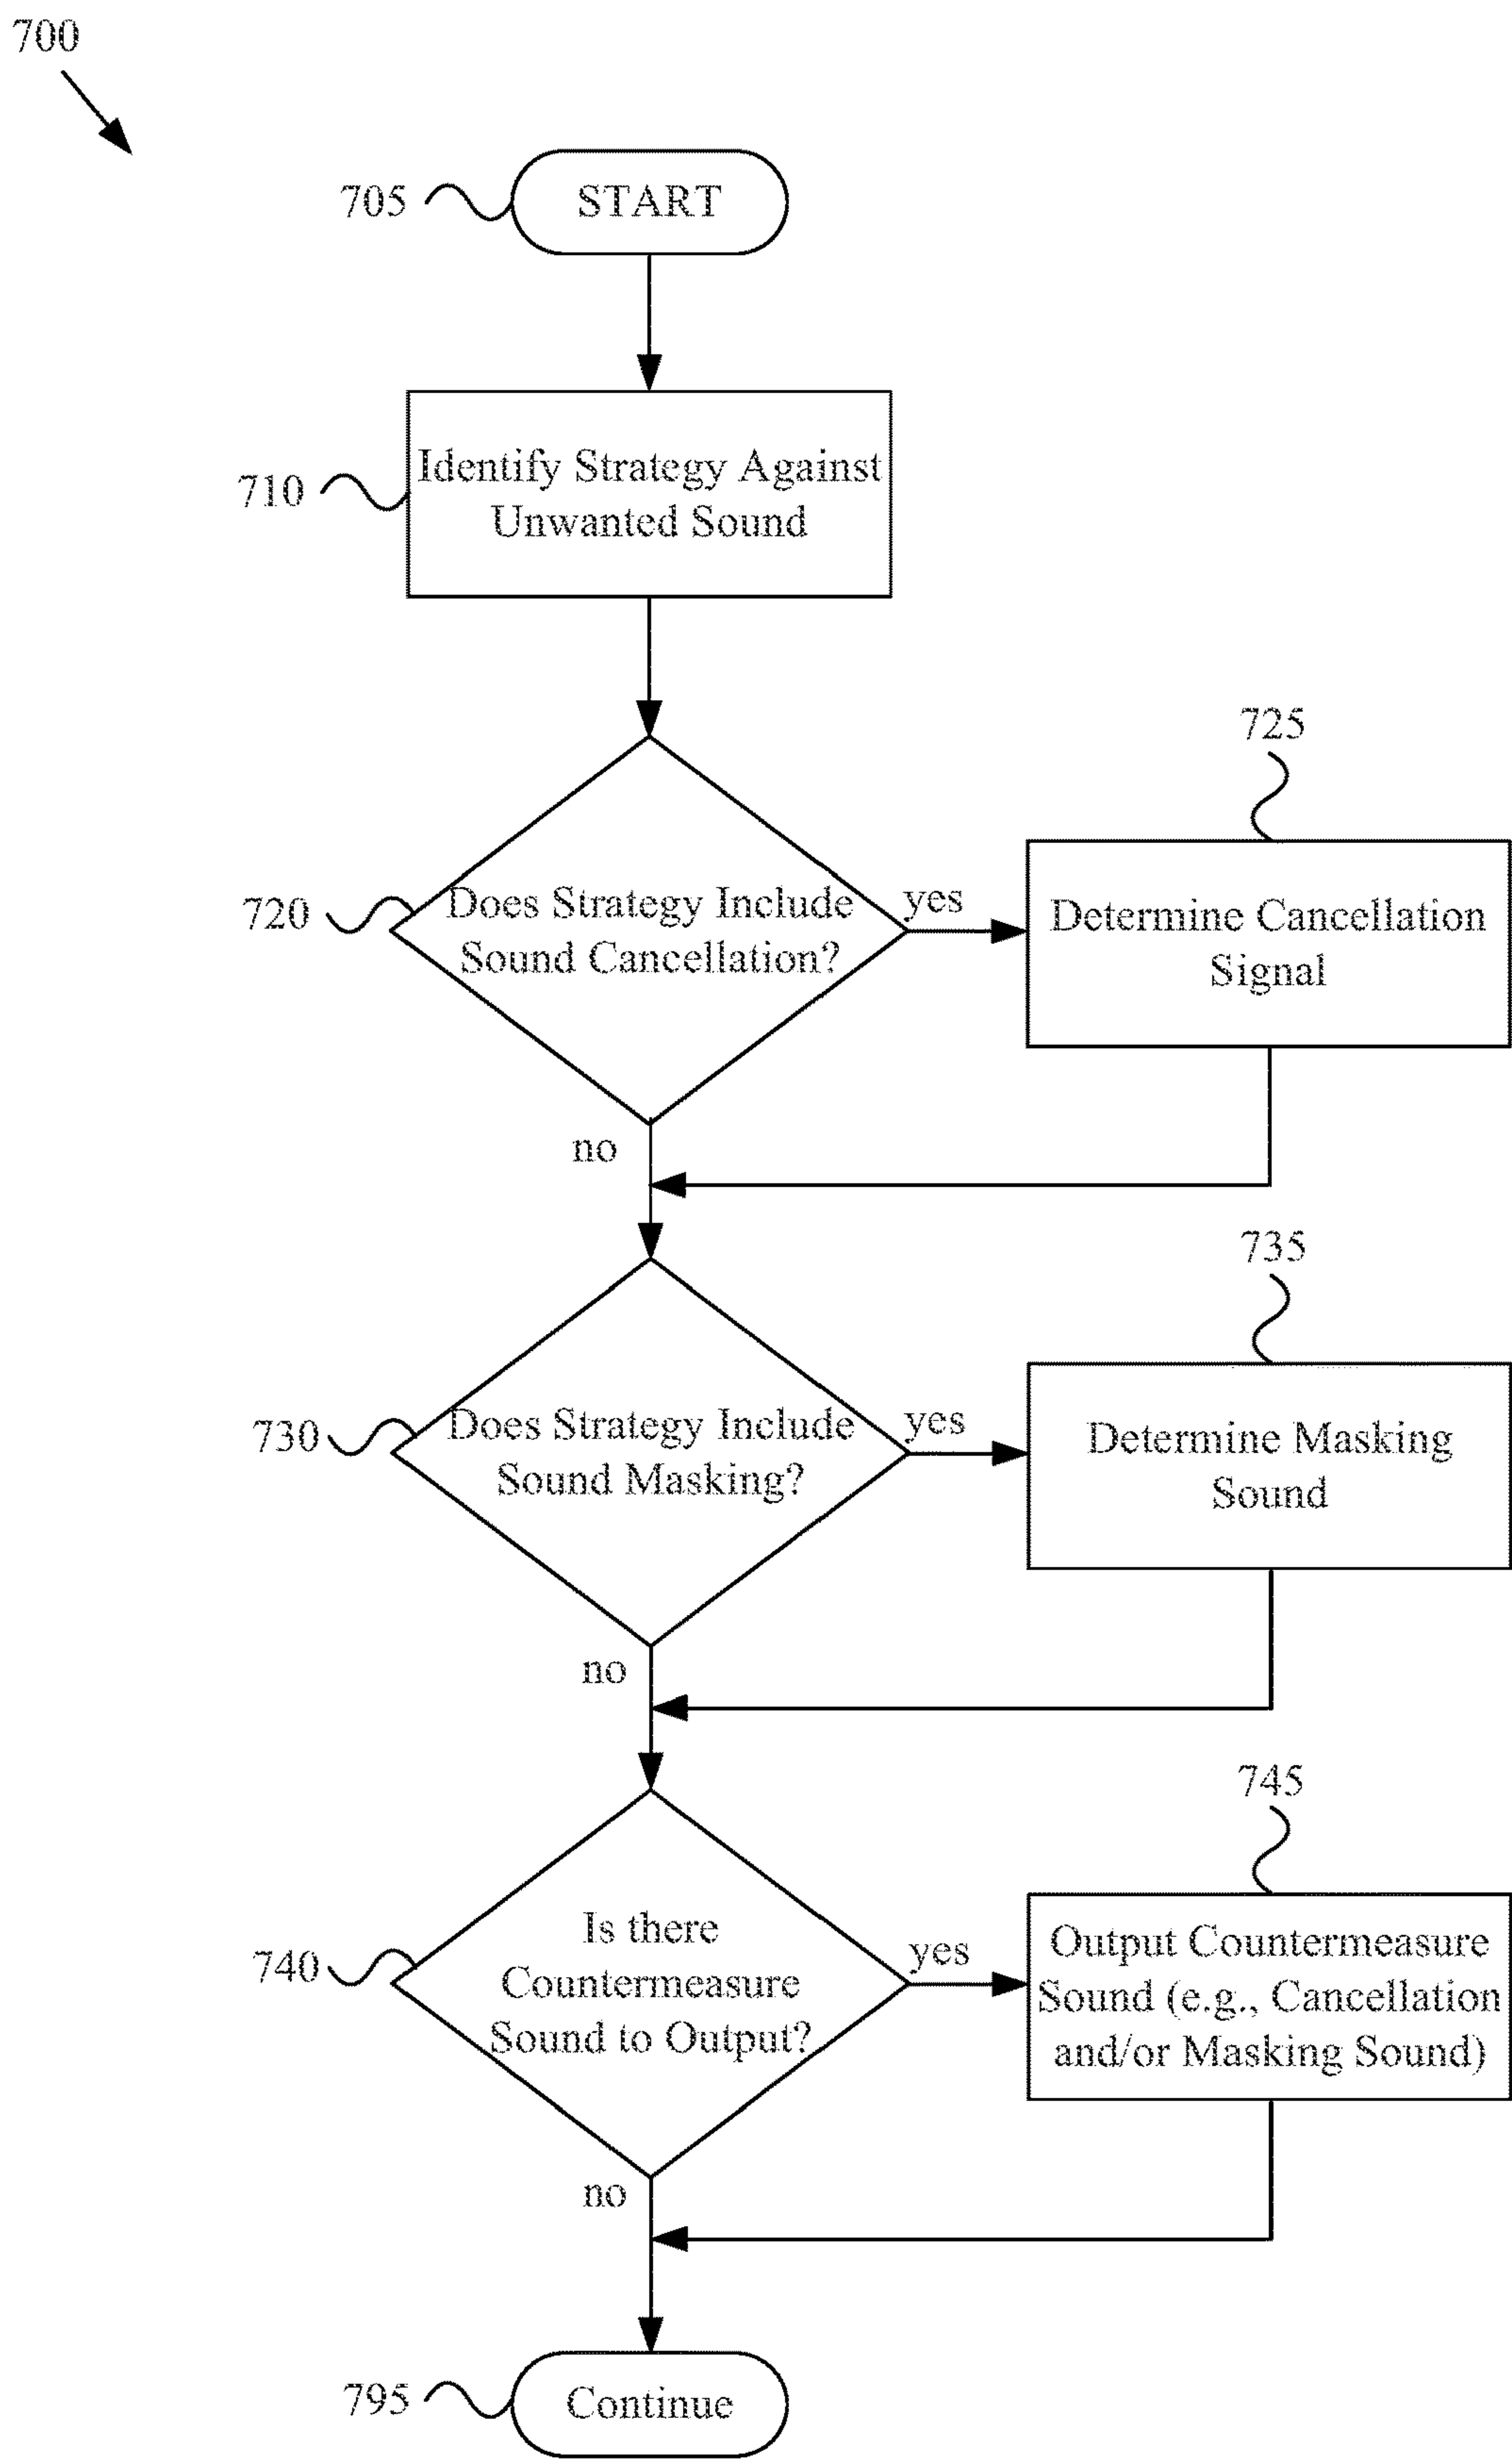 700
705
START
710
Identify Strategy Against
Unwanted Sound
720
Does Strategy Include
Sound Cancellation?
yes
no
725
Determine Cancellation
Signal
730
Does Strategy Include
Sound Masking?
yes
no
735
Determine Masking
Sound
740
Is there
Countermeasure
Sound to Output?
yes
no
745
Output Countermeasure
Sound (e.g., Cancellation
and/or Masking Sound)
795
Continue